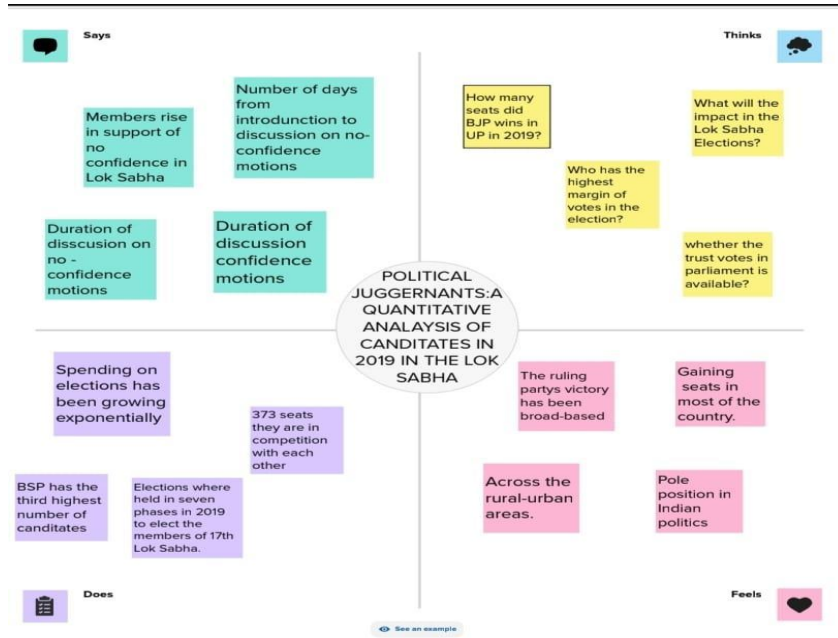 Says
Members rise
in support of
no
confidence in
Lok Sabha
Number of days
from
introdunction to
discussion on no-
confidence
motions
Duration of
disscusion on
no -
confidence
motions
Duration of
discussion
confidence
motions
Thinks
How many
seats did
BJP wins in
UP in 2019?
What will the
impact in the
Lok Sabha
Elections?
Who has the
highest
margin of
votes in the
election?
whether the
trust votes in
parliament is
available?
POLITICAL
JUGGERNANTS:A
QUANTITATIVE
ANALAYSIS OF
CANDITATES IN
2019 IN THE LOK
SABHA
Spending on
elections has
been growing
exponentially
373 seats
they are in
competition
with each
other
BSP has the
third highest
number of
canditates
Elections where
held in seven
phases in 2019
to elect the
members of 17th
Lok Sabha.
Does
The ruling
partys victory
has been
broad-based
Gaining
seats in
most of the
country.
Across the
rural-urban
areas.
Pole
position in
Indian
politics
Feels
See an example